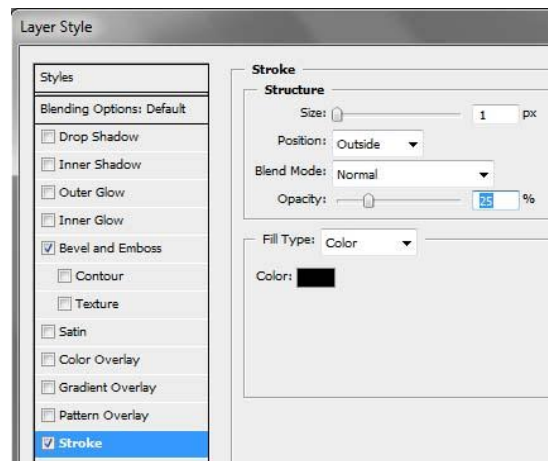 Layer Style
Styles
Blending Options: Default
Drop Shadow
Inner Shadow
Outer Glow
Inner Glow
Bevel and Emboss
Contour
Texture
Satin
Color Overlay
Gradient Overlay
Pattern Overlay
Stroke
Stroke
Structure
Size: 1 px
Position: Outside
Blend Mode: Normal
Opacity: 25 %
Fill Type: Color
Color: